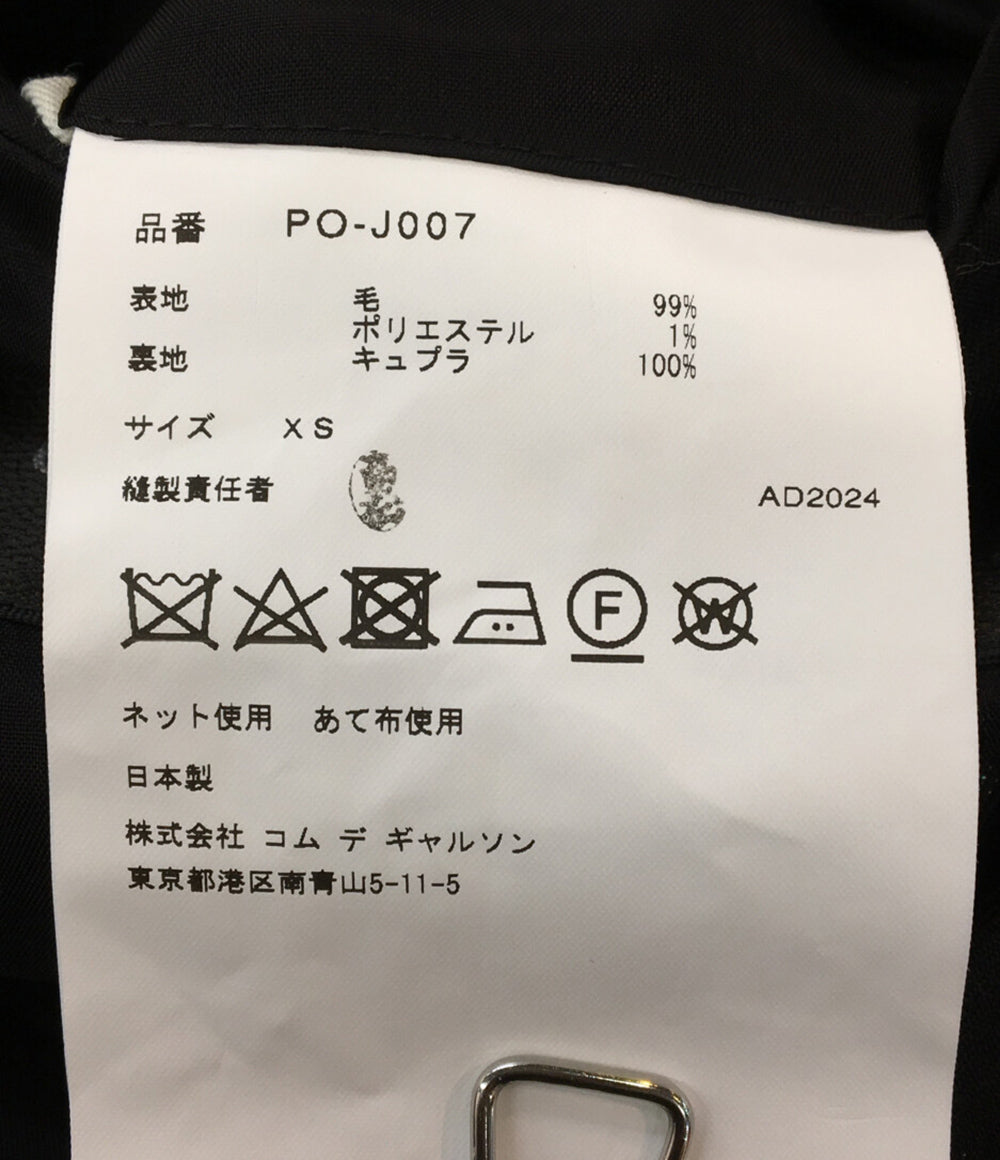 品番 PO-J007
表地 毛 99%
ポリエステル 1%
裏地 キュプラ 100%
サイズ XS
縫製責任者
AD2024
F W
ネット使用 あて布使用
日本製
株式会社 コム デ ギャルソン
東京都港区南青山5-11-5